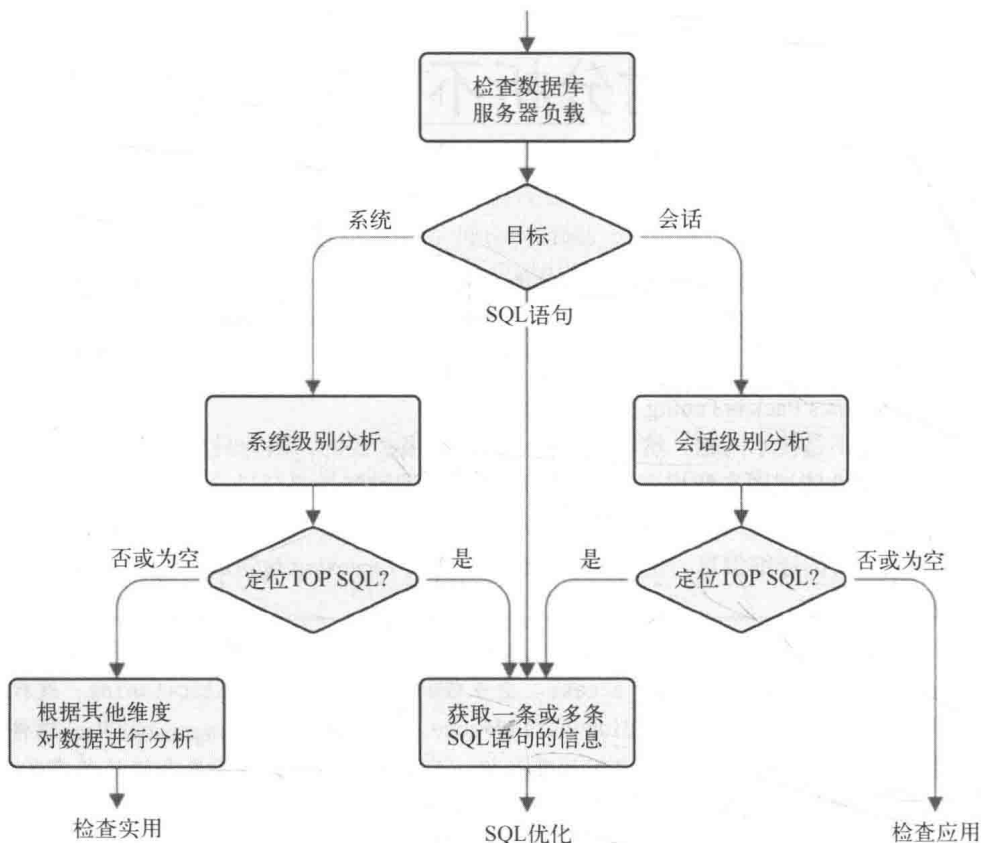 检查数据库
服务器负载
系统
目标
会话
SQL语句
系统级别分析
会话级别分析
否或为空
定位TOP SQL?
是
是
定位TOP SQL?
否或为空
根据其他维度
对数据进行分析
获取一条或多条
SQL语句的信息
检查实用
SQL优化
检查应用